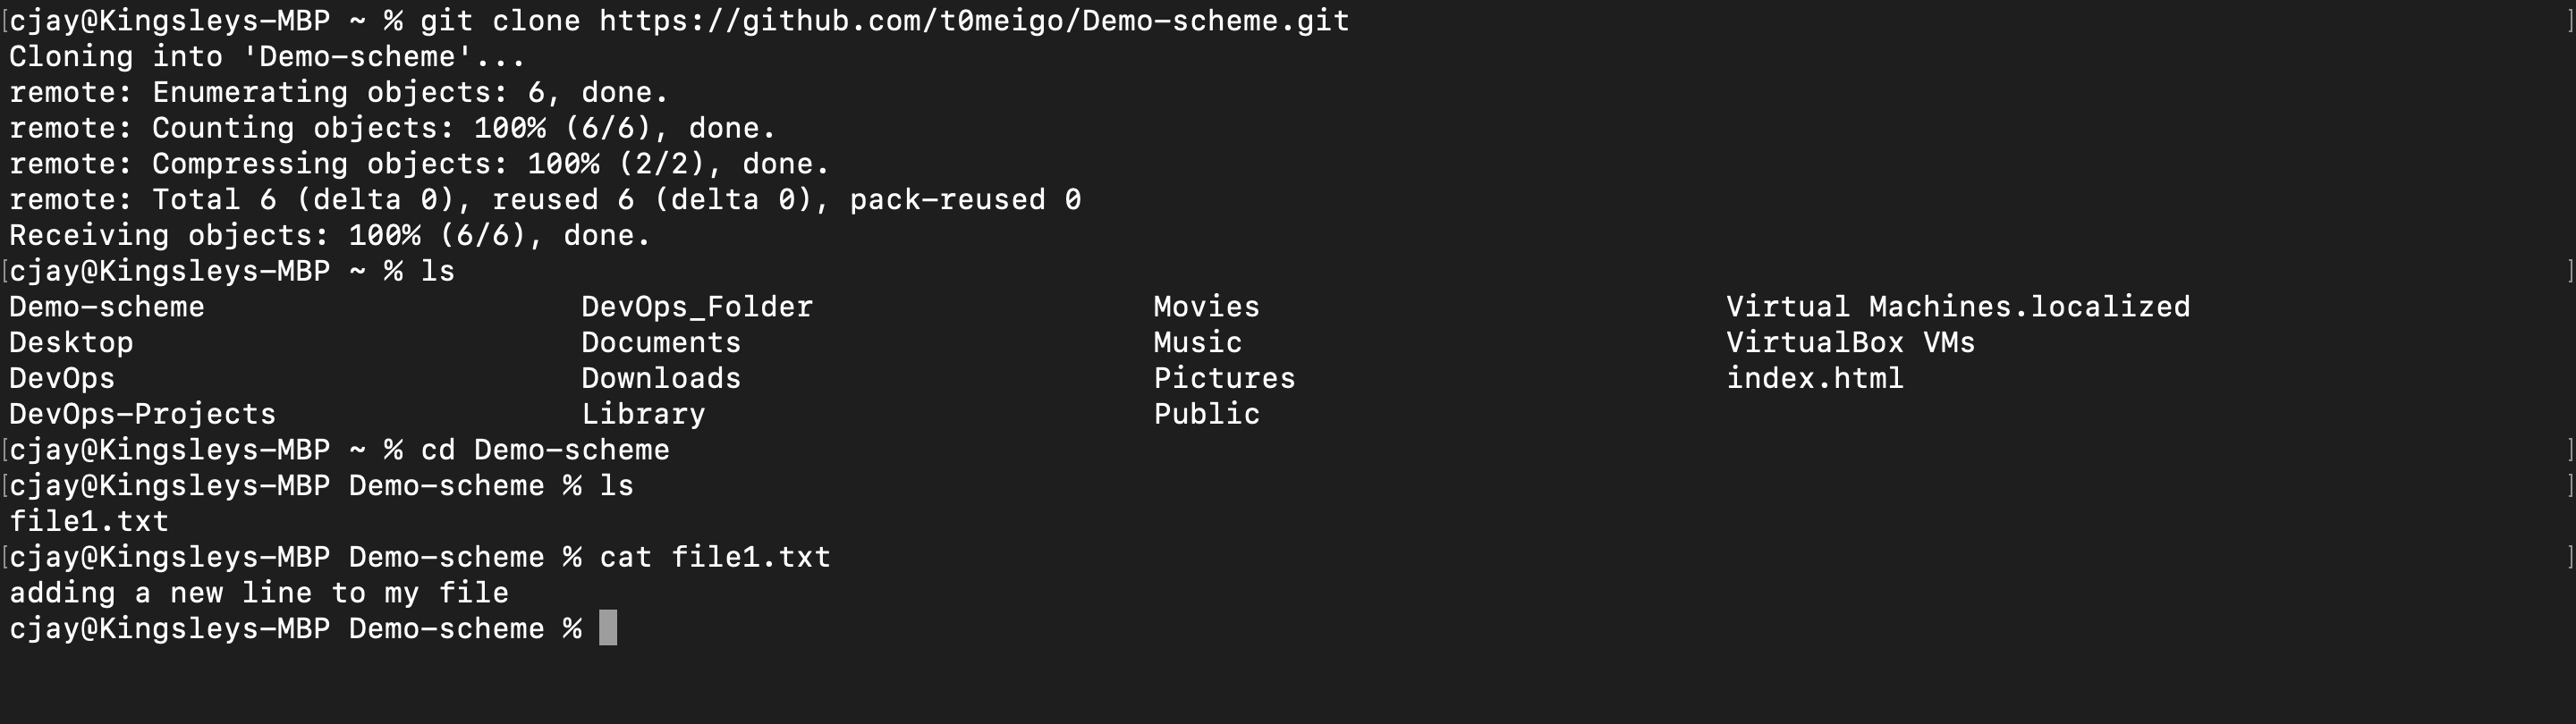 [cjay@Kingsleys-MBP ~ % git clone https://github.com/t0meigo/Demo-scheme.git ]
Cloning into 'Demo-scheme'...
remote: Enumerating objects: 6, done.
remote: Counting objects: 100% (6/6), done.
remote: Compressing objects: 100% (2/2), done.
remote: Total 6 (delta 0), reused 6 (delta 0), pack-reused 0
Receiving objects: 100% (6/6), done.
[cjay@Kingsleys-MBP ~ % ls ]
Demo-scheme DevOps_Folder Movies Virtual Machines.localized
Desktop Documents Music VirtualBox VMs
DevOps Downloads Pictures index.html
DevOps-Projects Library Public
[cjay@Kingsleys-MBP ~ % cd Demo-scheme ]
[cjay@Kingsleys-MBP Demo-scheme % ls ]
file1.txt
[cjay@Kingsleys-MBP Demo-scheme % cat file1.txt ]
adding a new line to my file
cjay@Kingsleys-MBP Demo-scheme %